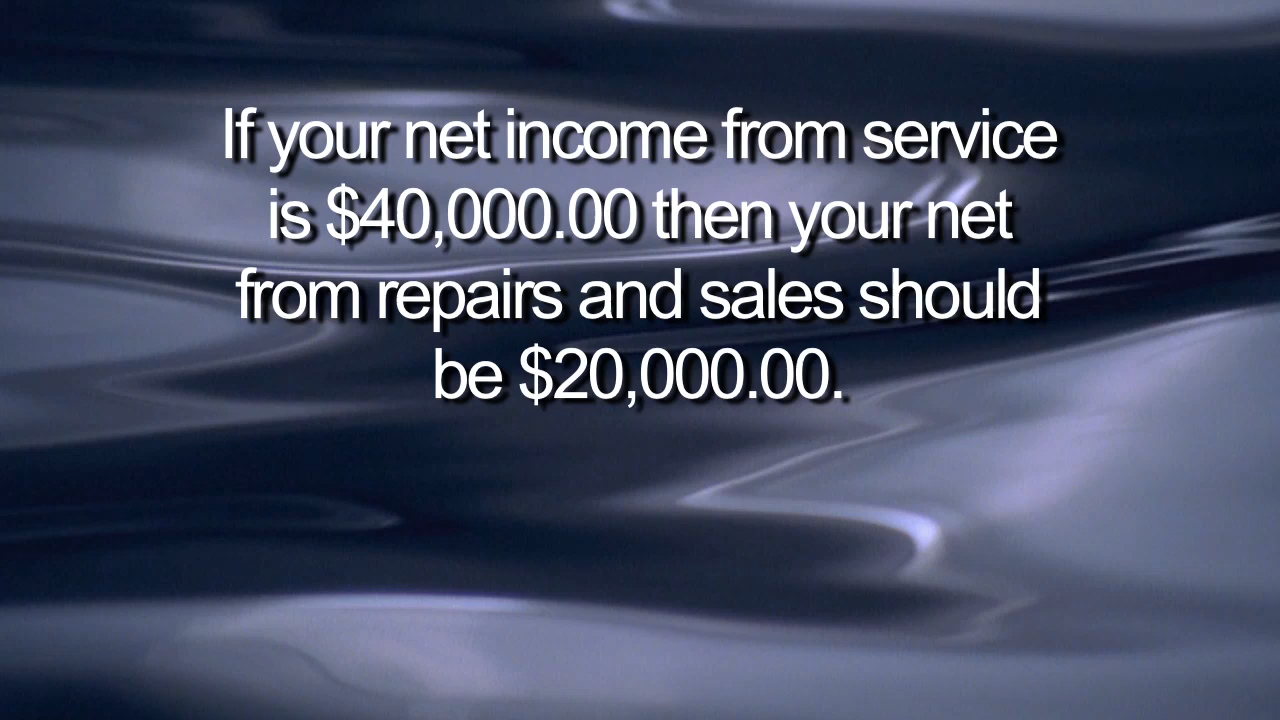 If your net income from service
is $40,000.00 then your net
from repairs and sales should
be $20,000.00.